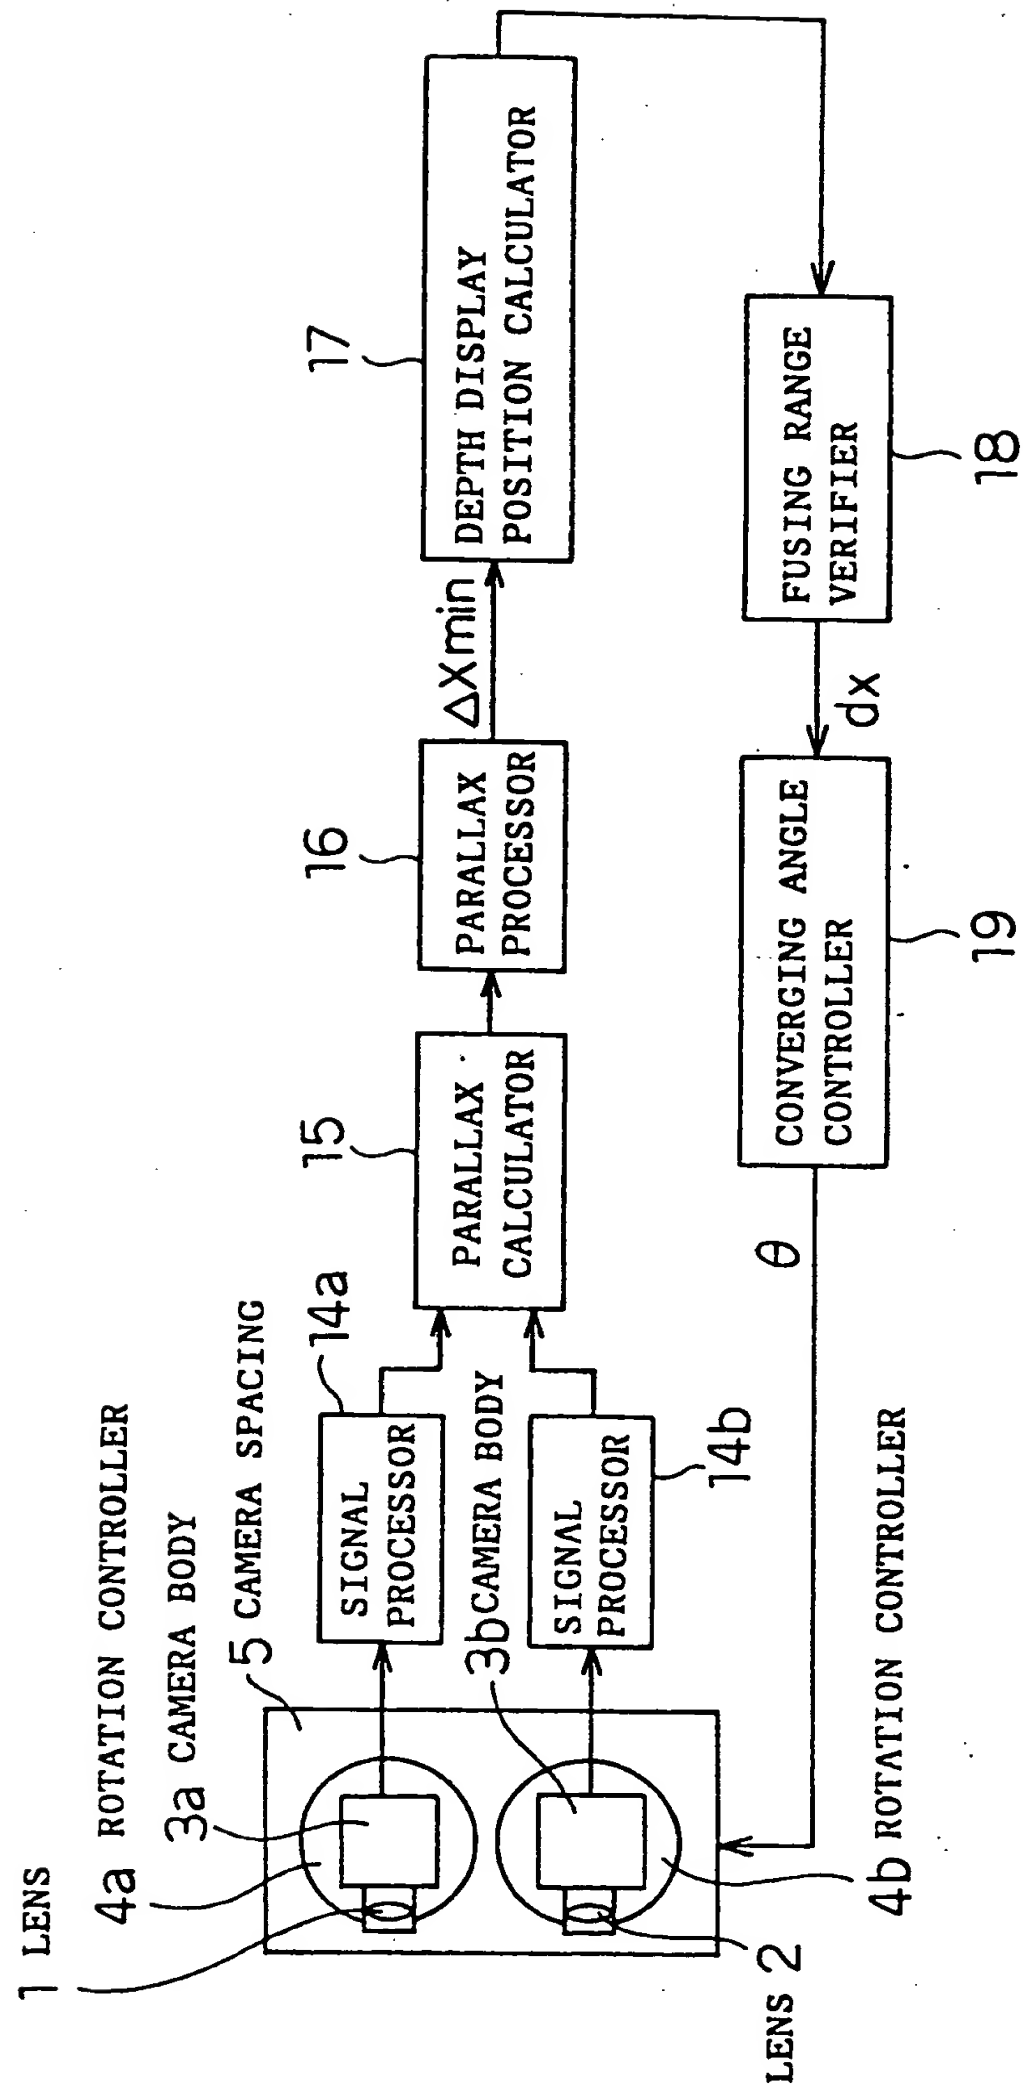 1 LENS
4a ROTATION CONTROLLER
3a CAMERA BODY
5 CAMERA SPACING
14a
SIGNAL
PROCESSOR
3b CAMERA BODY
SIGNAL
PROCESSOR
14b
LENS 2
4b ROTATION CONTROLLER
15
PARALLAX
CALCULATOR
16
PARALLAX
PROCESSOR
ΔXmin
17
DEPTH DISPLAY
POSITION CALCULATOR
FUSING RANGE
VERIFIER
18
dx
CONVERGING ANGLE
CONTROLLER
19
θ